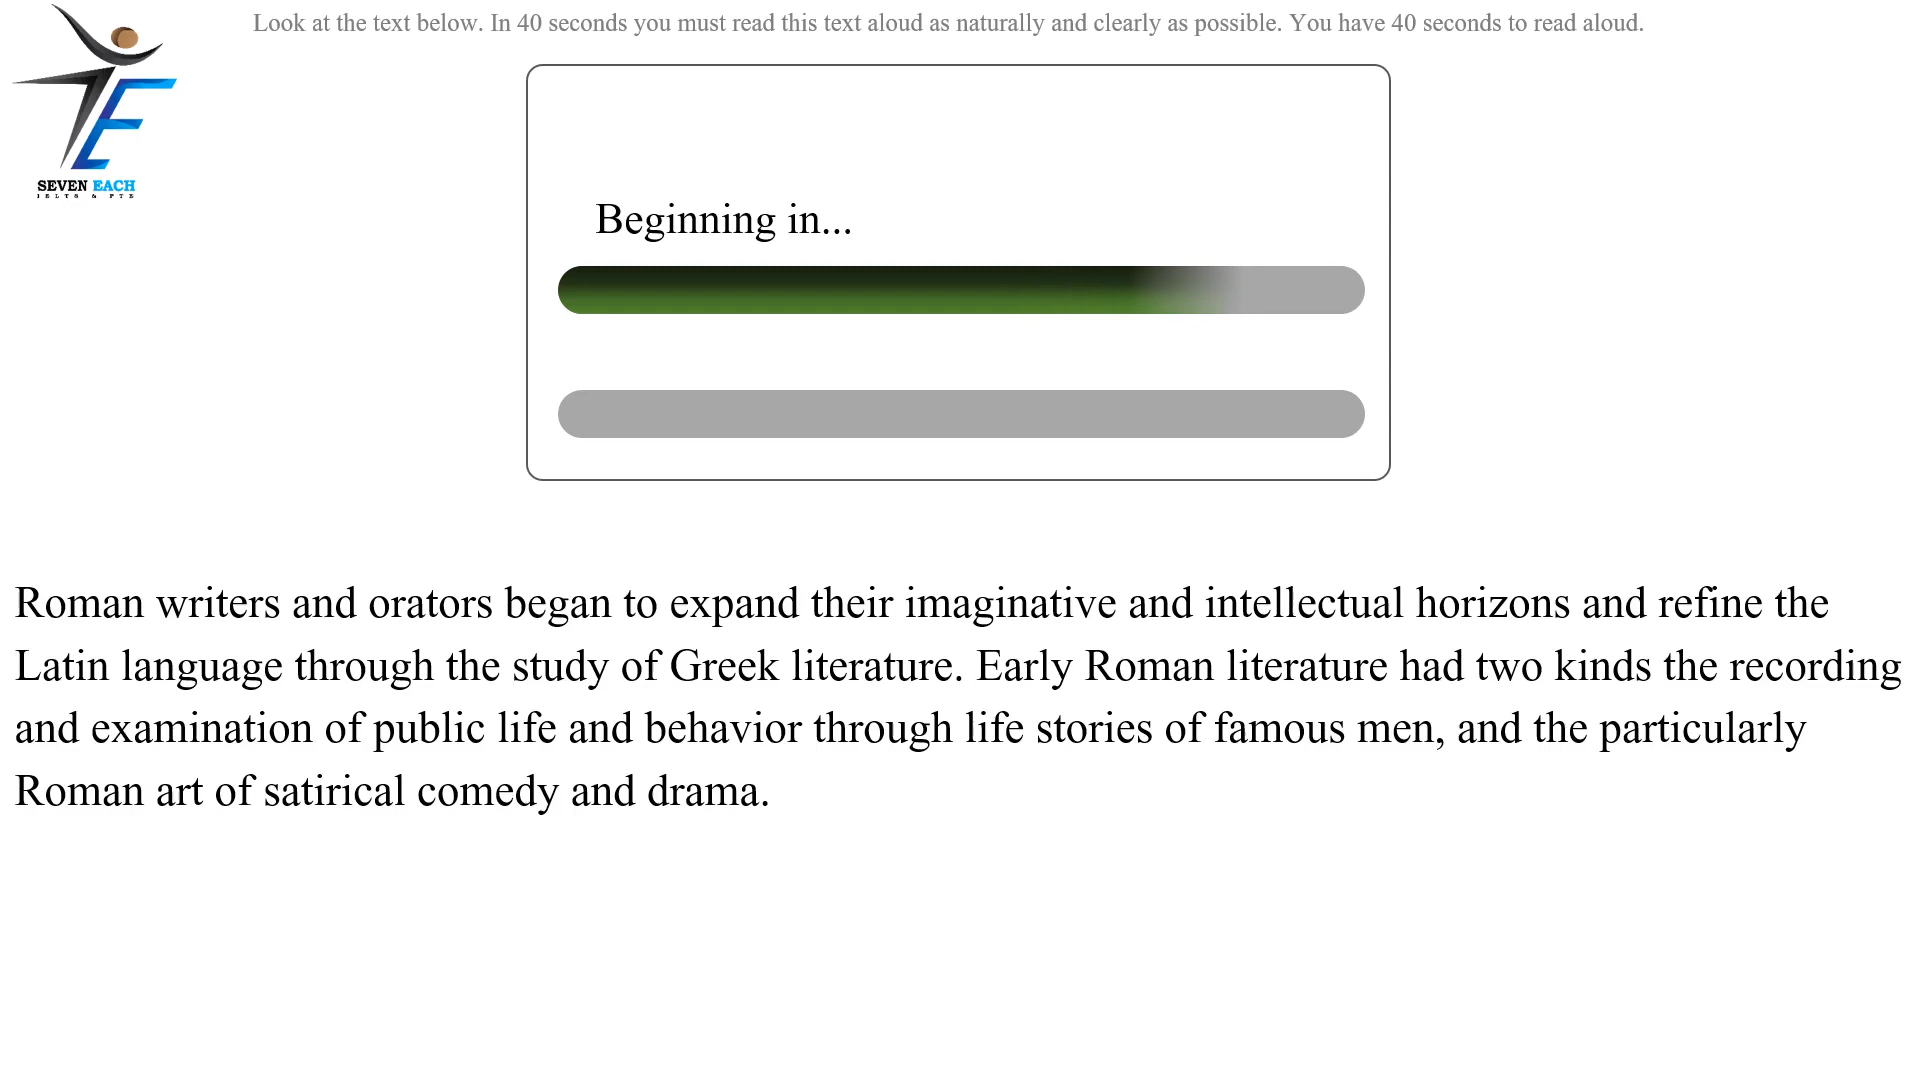 Look at the text below. In 40 seconds you must read this text aloud as naturally and clearly as possible. You have 40 seconds to read aloud.
SEVEN EACH
IELTS & PTE
Beginning in...
Roman writers and orators began to expand their imaginative and intellectual horizons and refine the
Latin language through the study of Greek literature. Early Roman literature had two kinds the recording
and examination of public life and behavior through life stories of famous men, and the particularly
Roman art of satirical comedy and drama.